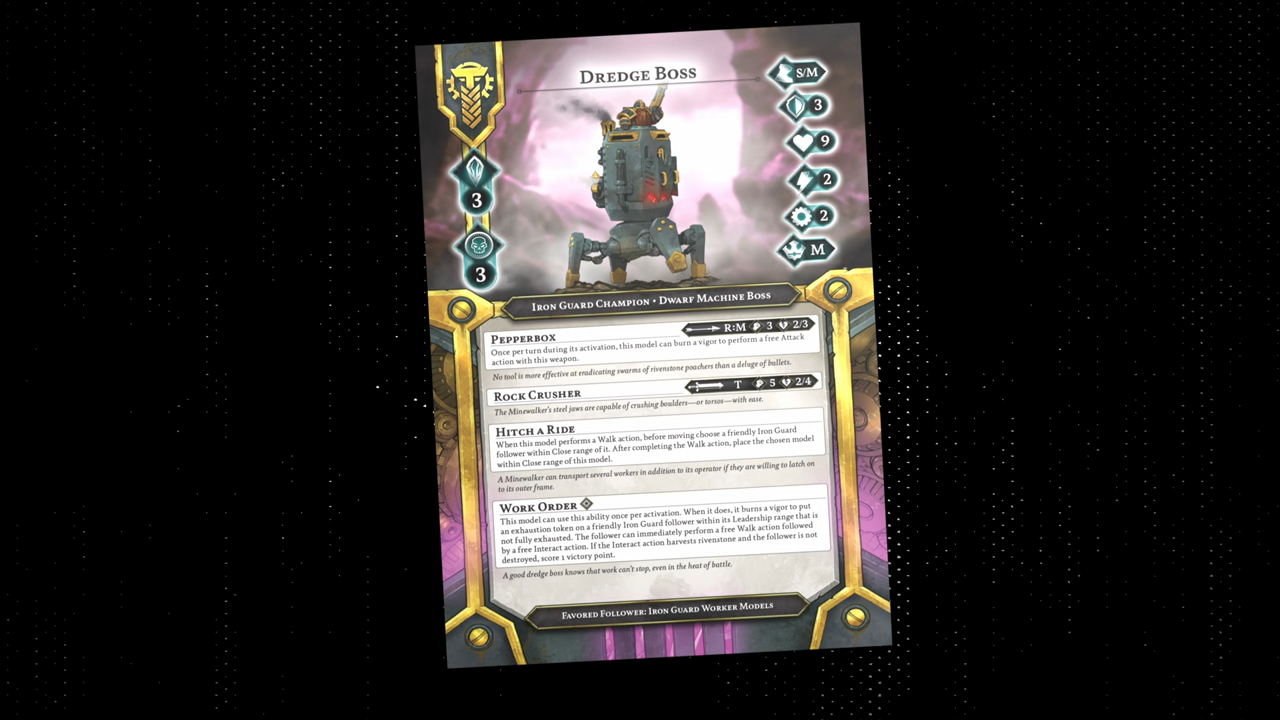 Dredge Boss
S/M
3
9
2
2
M
3
3
Iron Guard Champion • Dwarf Machine Boss
Pepperbox
R:M 3 2/3
Once per turn during its activation, this model can burn a vigor to perform a free Attack
action with this weapon.
No tool is more effective at eradicating swarms of rivenstone poachers than a deluge of bullets.
Rock Crusher
T 5 2/4
The Minewalker's steel jaws are capable of crushing boulders—or torsos—with ease.
Hitch a Ride
When this model performs a Walk action, before moving choose a friendly Iron Guard
follower within Close range of it. After completing the Walk action, place the chosen model
within Close range of this model.
A Minewalker can transport several workers in addition to its operator if they are willing to latch on
to its outer frame.
Work Order
This model can use this ability once per activation. When it does, it burns a vigor to put
an exhaustion token on a friendly Iron Guard follower within its Leadership range that is
not fully exhausted. The follower can immediately perform a free Walk action followed
by a free Interact action. If the Interact action harvests rivenstone and the follower is not
destroyed, score 1 victory point.
A good dredge boss knows that work can't stop, even in the heat of battle.
Favored Follower: Iron Guard Worker Models